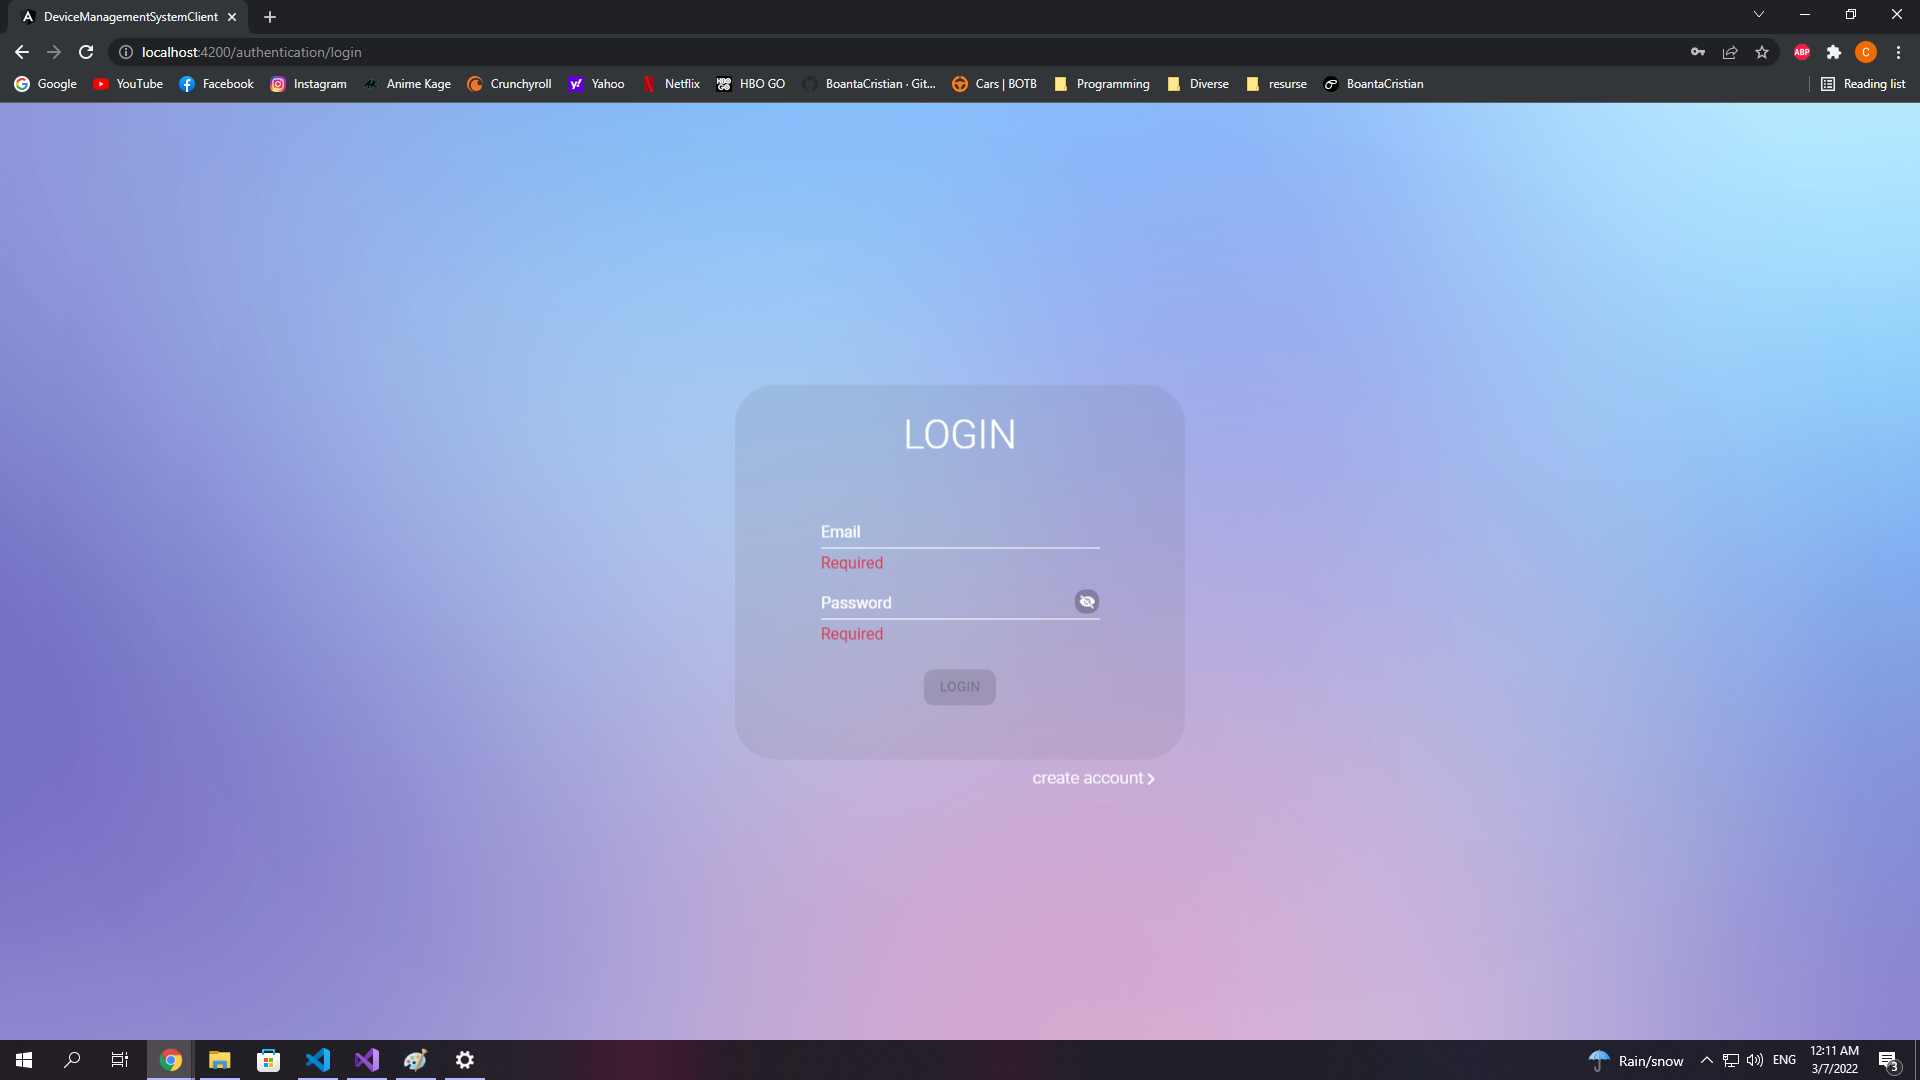 DeviceManagementSystemClient
localhost:4200/authentication/login
ABP
C
Google YouTube Facebook Instagram Anime Kage Crunchyroll Yahoo Netflix HBO GO BoantaCristian · Git... Cars | BOTB Programming Diverse resurse BoantaCristian Reading list
LOGIN
Email
Required
Password
Required
LOGIN
create account
Rain/snow
ENG
12:11 AM
3/7/2022
3